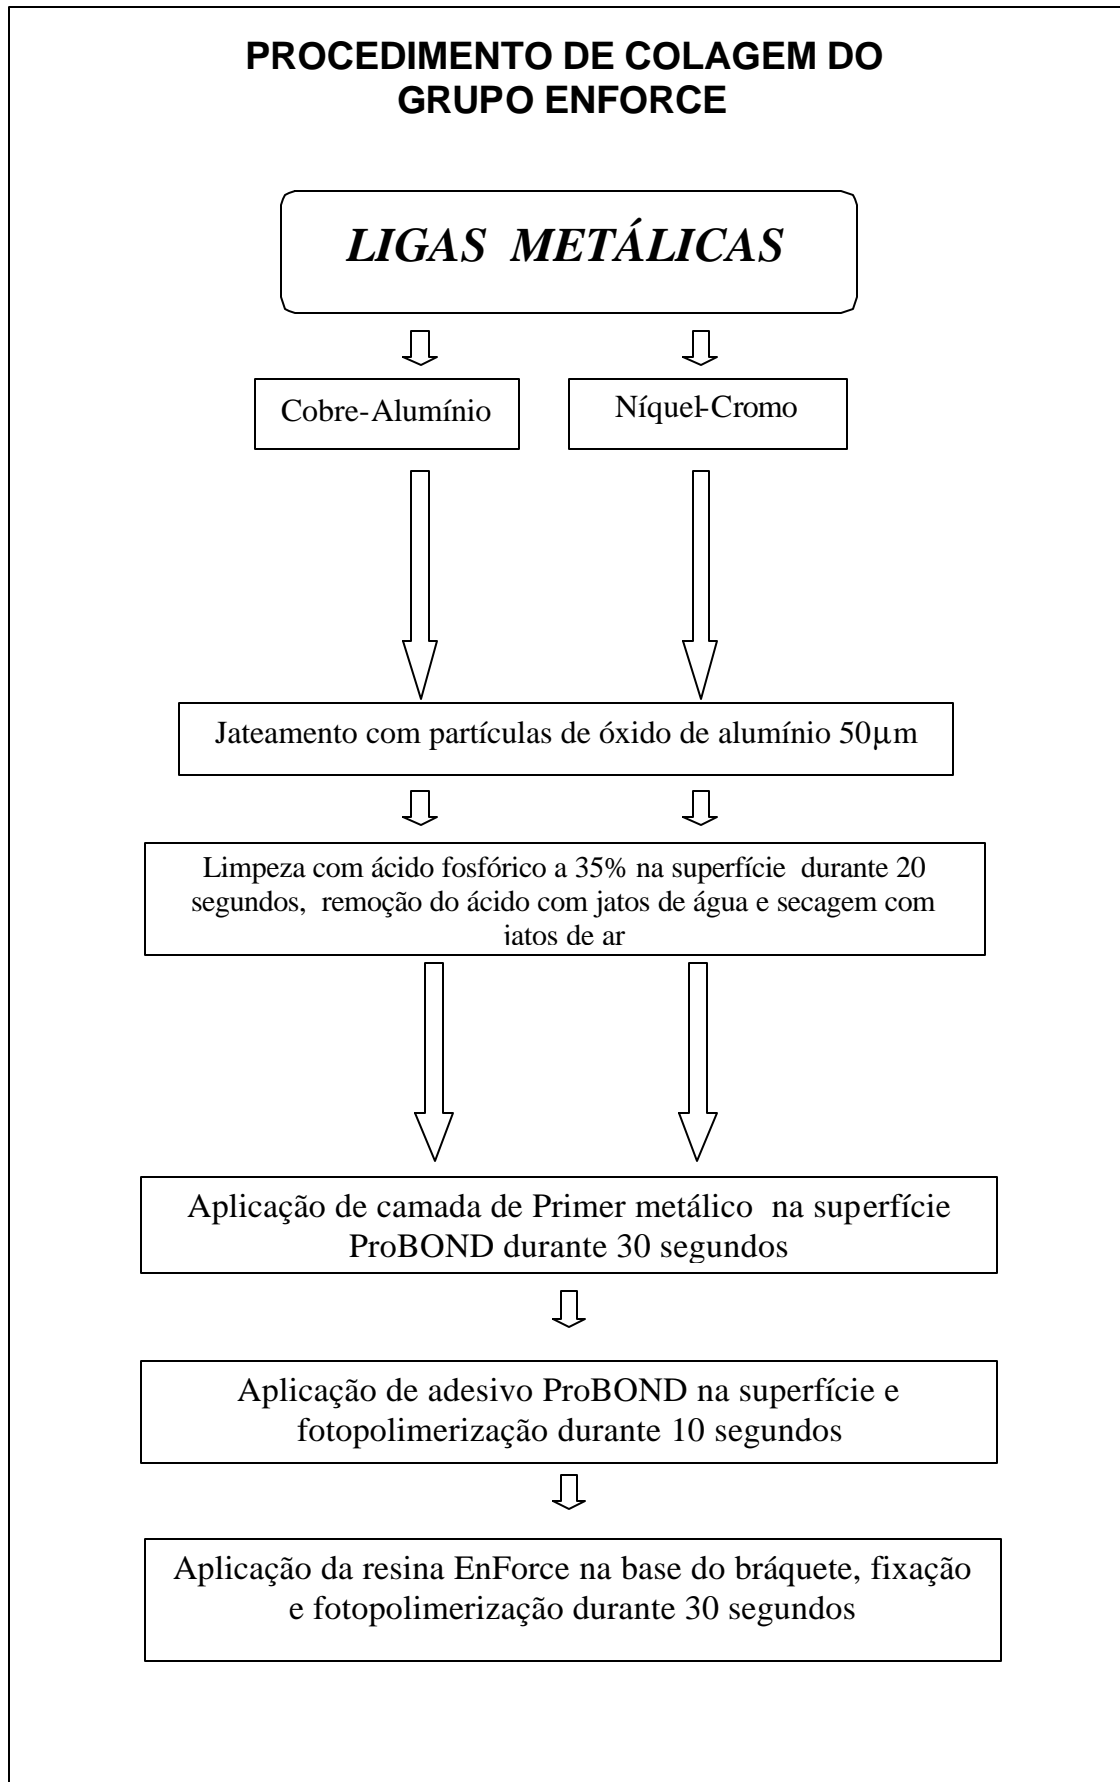 PROCEDIMENTO DE COLAGEM DO
GRUPO ENFORCE
LIGAS METÁLICAS
Cobre-Alumínio
Níquel-Cromo
Jateamento com partículas de óxido de alumínio 50μm
Limpeza com ácido fosfórico a 35% na superfície durante 20
segundos, remoção do ácido com jatos de água e secagem com
jatos de ar
Aplicação de camada de Primer metálico na superfície
ProBOND durante 30 segundos
Aplicação de adesivo ProBOND na superfície e
fotopolimerização durante 10 segundos
Aplicação da resina EnForce na base do bráquete, fixação
e fotopolimerização durante 30 segundos